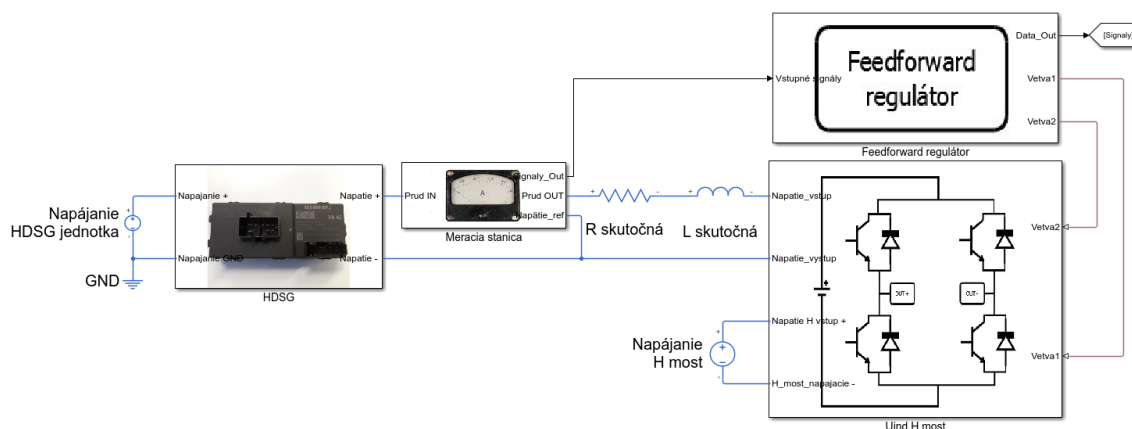 Data_Out
[Signaly]
Vstupné signály
Feedforward
regulátor
Vetva1
Vetva2
Feedforward regulátor
Napajanie +
Napatie +
Prud IN
A
Signaly_Out
Prud OUT
Napätie_ref
Meracia stanica
+
-
+
-
R skutočná
L skutočná
Napatie_vstup
Napájanie
HDSG jednotka
+
-
GND
Napajanie GND
Napatie -
HDSG
Napatie_vystup
Vetva2
OUT+
OUT-
Napájanie
H most
+
-
Napatie H vstup +
H_most_napajacie -
Vetva1
Uind H most